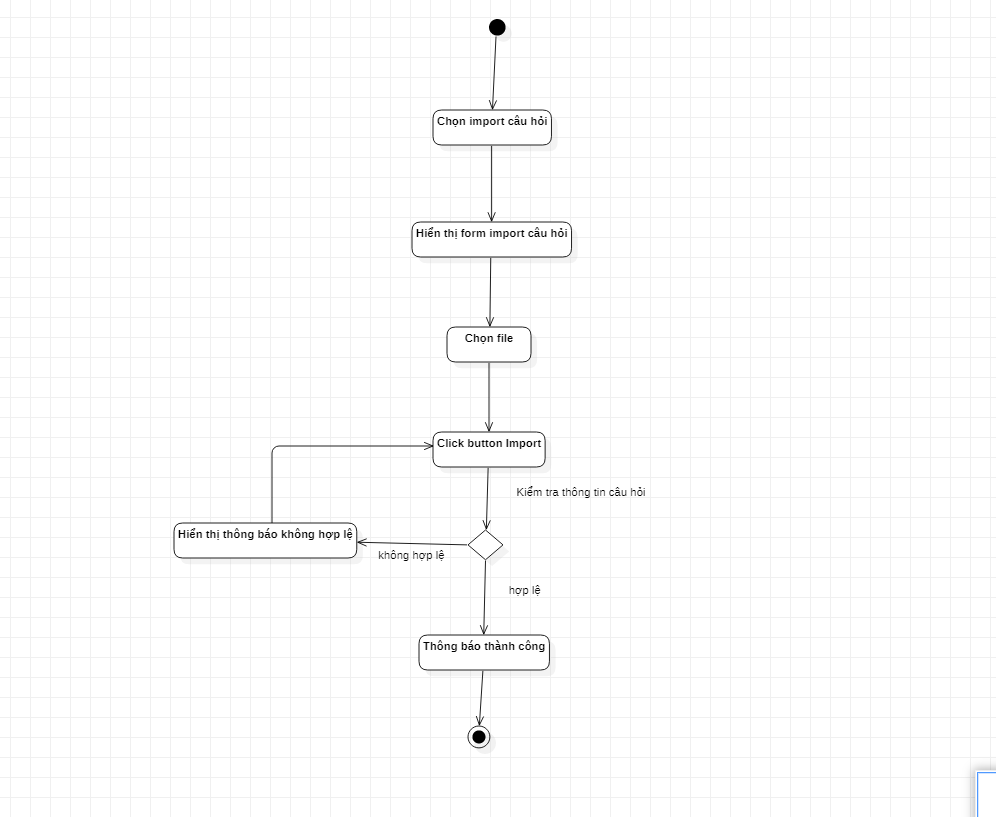 Chọn import câu hỏi
Hiển thị form import câu hỏi
Chọn file
Click button Import
Kiểm tra thông tin câu hỏi
Hiển thị thông báo không hợp lệ
không hợp lệ
hợp lệ
Thông báo thành công